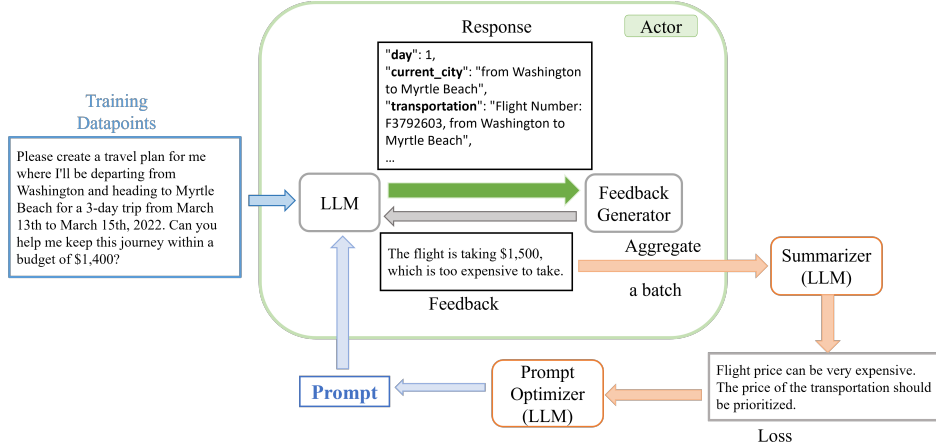 Response
Actor
"day": 1,
"current_city": "from Washington
to Myrtle Beach",
"transportation": "Flight Number:
F3792603, from Washington to
Myrtle Beach",
...
Training
Datapoints
Please create a travel plan for me
where I'll be departing from
Washington and heading to Myrtle
Beach for a 3-day trip from March
13th to March 15th, 2022. Can you
help me keep this journey within a
budget of $1,400?
LLM
Feedback
Generator
The flight is taking $1,500,
which is too expensive to take.
Feedback
Aggregate
a batch
Summarizer
(LLM)
Flight price can be very expensive.
The price of the transportation should
be prioritized.
Loss
Prompt
Optimizer
(LLM)
Prompt